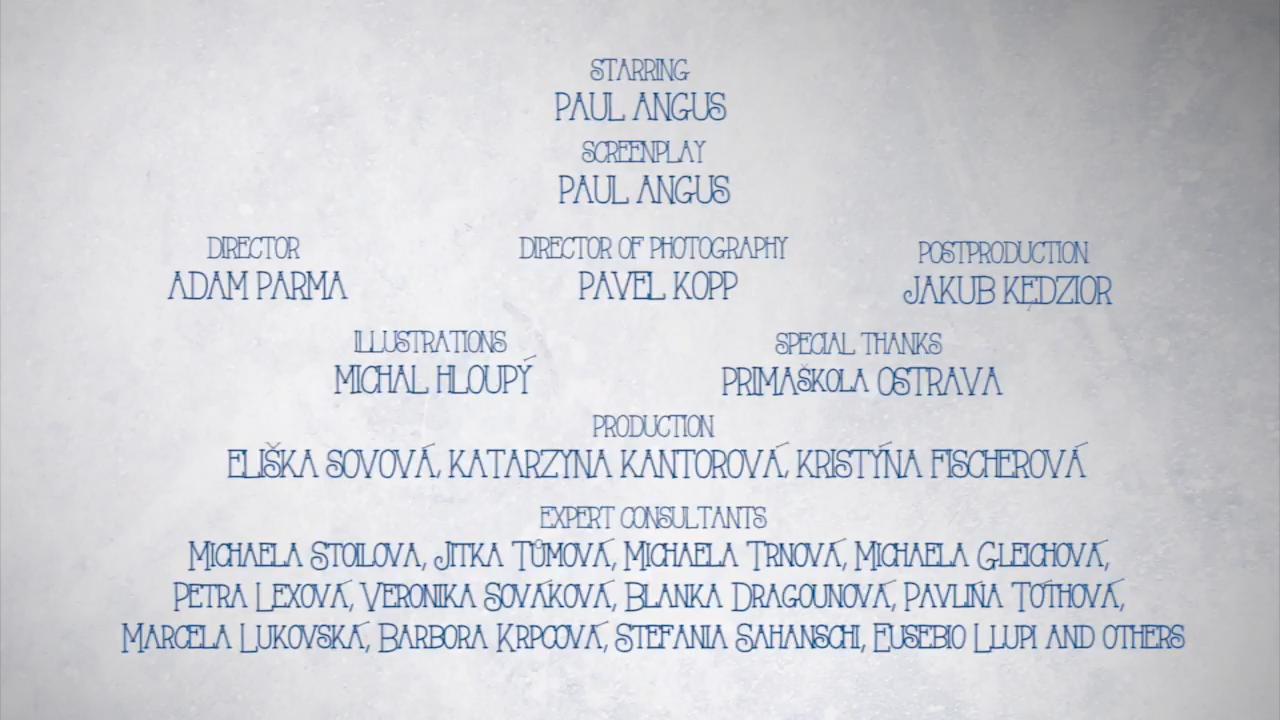 STARRING
PAUL ANGUS
SCREENPLAY
PAUL ANGUS
DIRECTOR
ADAM PARMA
DIRECTOR OF PHOTOGRAPHY
PAVEL KOPP
POSTPRODUCTION
JAKUB KĘDZIOR
ILLUSTRATIONS
MICHAL HLOUPÝ
SPECIAL THANKS
PRIMAŠKOLA OSTRAVA
PRODUCTION
ELIŠKA SOVOVÁ, KATARZYNA KANTOROVÁ, KRISTÝNA FISCHEROVÁ
EXPERT CONSULTANTS
MICHAELA STOILOVA, JITKA TŮMOVÁ, MICHAELA TRNOVÁ, MICHAELA GLEICHOVÁ,
PETRA LEXOVÁ, VERONIKA SOVÁKOVÁ, BLANKA DRAGOUNOVÁ, PAVLÍNA TÓTHOVÁ,
MARCELA LUKOVSKÁ, BARBORA KRPCOVÁ, STEFANIA SAHANSCHI, EUSEBIO LLUPI AND OTHERS